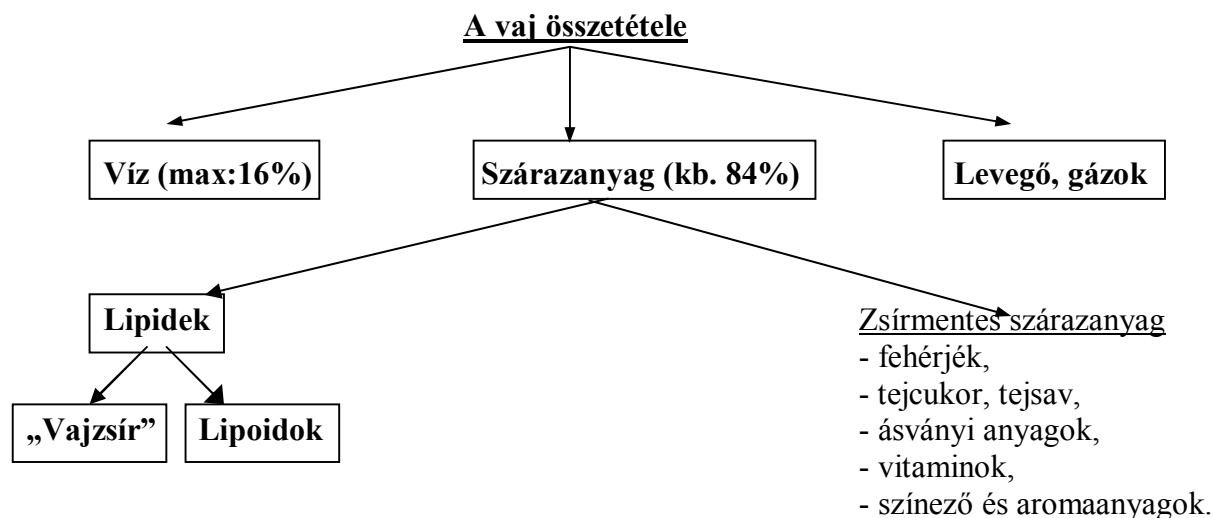 A vaj összetétele
Víz (max:16%)
Szárazanyag (kb. 84%)
Levegő, gázok
Lipidek
„Vajzsír”
Lipoidok
Zsírmentes szárazanyag
- fehérjék,
- tejcukor, tejsav,
- ásványi anyagok,
- vitaminok,
- színező és aromaanyagok.